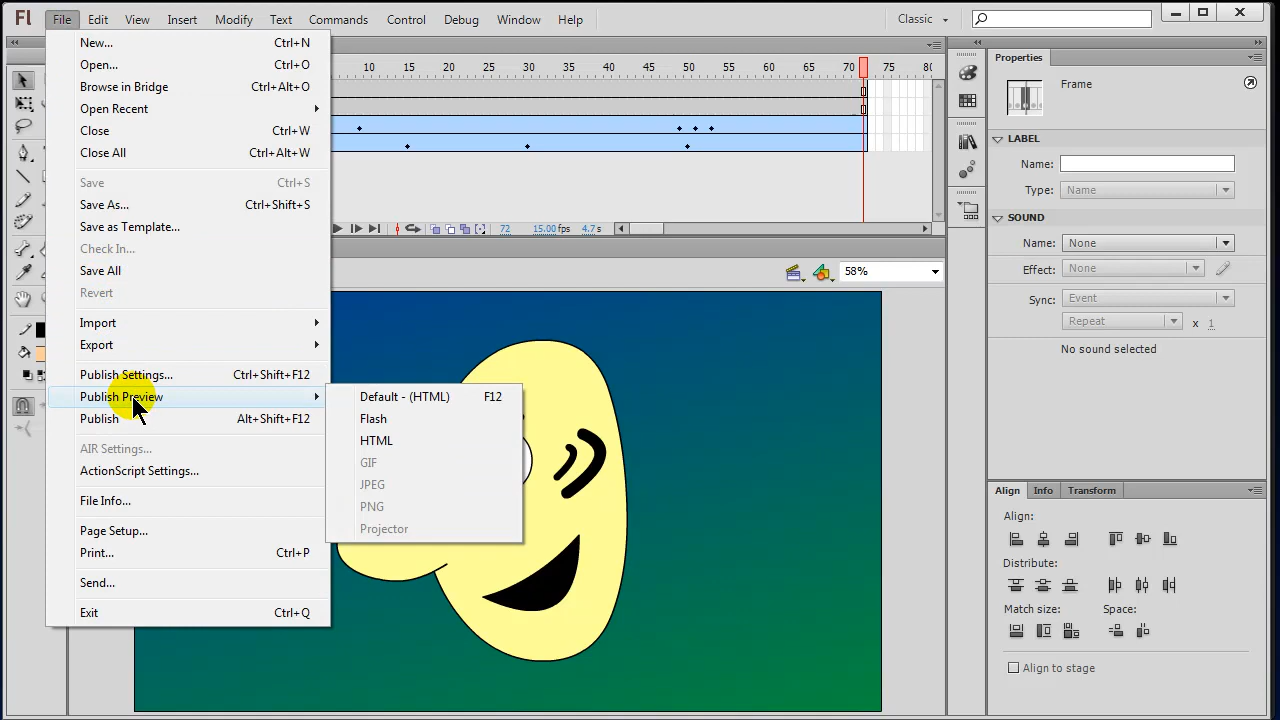 Fl File Edit View Insert Modify Text Commands Control Debug Window Help Classic
New... Ctrl+N
Open... Ctrl+O
Browse in Bridge Ctrl+Alt+O
Open Recent
Close Ctrl+W
Close All Ctrl+Alt+W
Save Ctrl+S
Save As... Ctrl+Shift+S
Save as Template...
Check In...
Save All
Revert
Import
Export
Publish Settings... Ctrl+Shift+F12
Publish Preview
Publish Alt+Shift+F12
AIR Settings...
ActionScript Settings...
File Info...
Page Setup...
Print... Ctrl+P
Send...
Exit Ctrl+Q
Default - (HTML) F12
Flash
HTML
GIF
JPEG
PNG
Projector
10 15 20 25 30 35 40 45 50 55 60 65 70 75 80
72 15.00 fps 4.7 s
58%
Properties
Frame
LABEL
Name:
Type: Name
SOUND
Name: None
Effect: None
Sync: Event
Repeat x 1
No sound selected
Align Info Transform
Align:
Distribute:
Match size: Space:
Align to stage